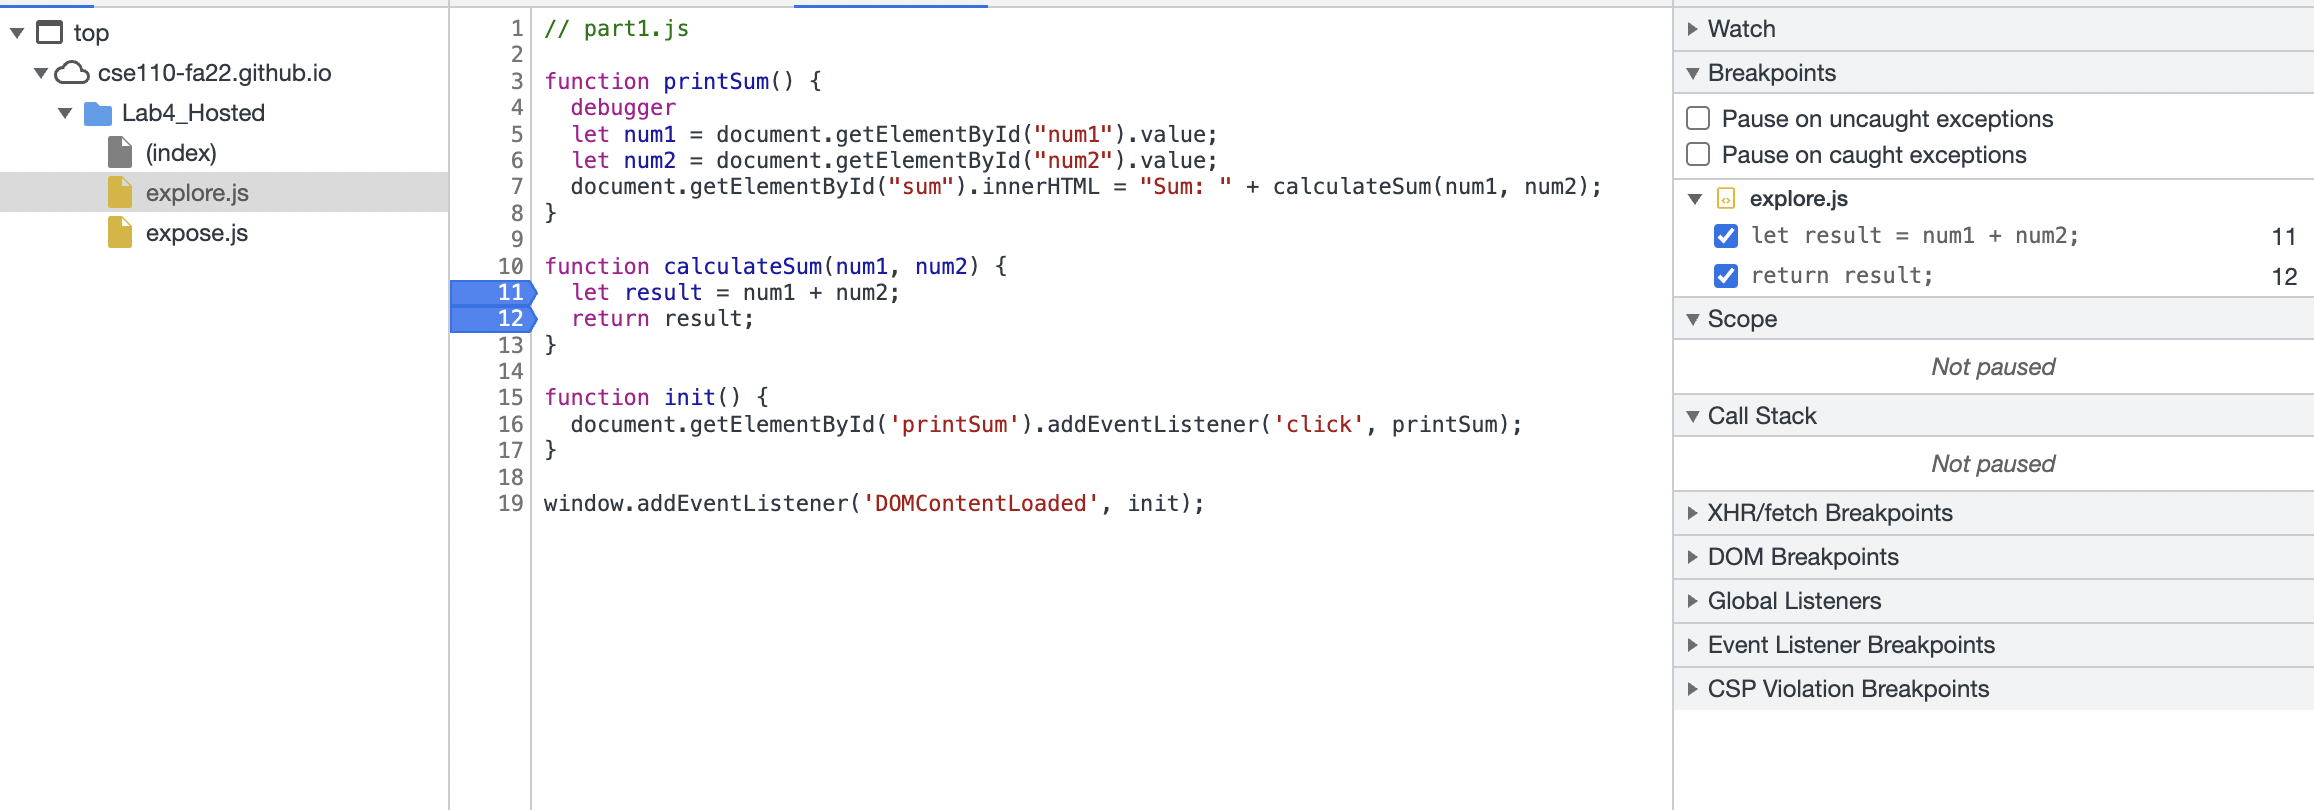 top
cse110-fa22.github.io
Lab4_Hosted
(index)
explore.js
expose.js
1 // part1.js
2
3 function printSum() {
4   debugger
5   let num1 = document.getElementById("num1").value;
6   let num2 = document.getElementById("num2").value;
7   document.getElementById("sum").innerHTML = "Sum: " + calculateSum(num1, num2);
8 }
9
10 function calculateSum(num1, num2) {
11   let result = num1 + num2;
12   return result;
13 }
14
15 function init() {
16   document.getElementById('printSum').addEventListener('click', printSum);
17 }
18
19 window.addEventListener('DOMContentLoaded', init);
Watch
Breakpoints
Pause on uncaught exceptions
Pause on caught exceptions
explore.js
let result = num1 + num2; 11
return result; 12
Scope
Not paused
Call Stack
Not paused
XHR/fetch Breakpoints
DOM Breakpoints
Global Listeners
Event Listener Breakpoints
CSP Violation Breakpoints